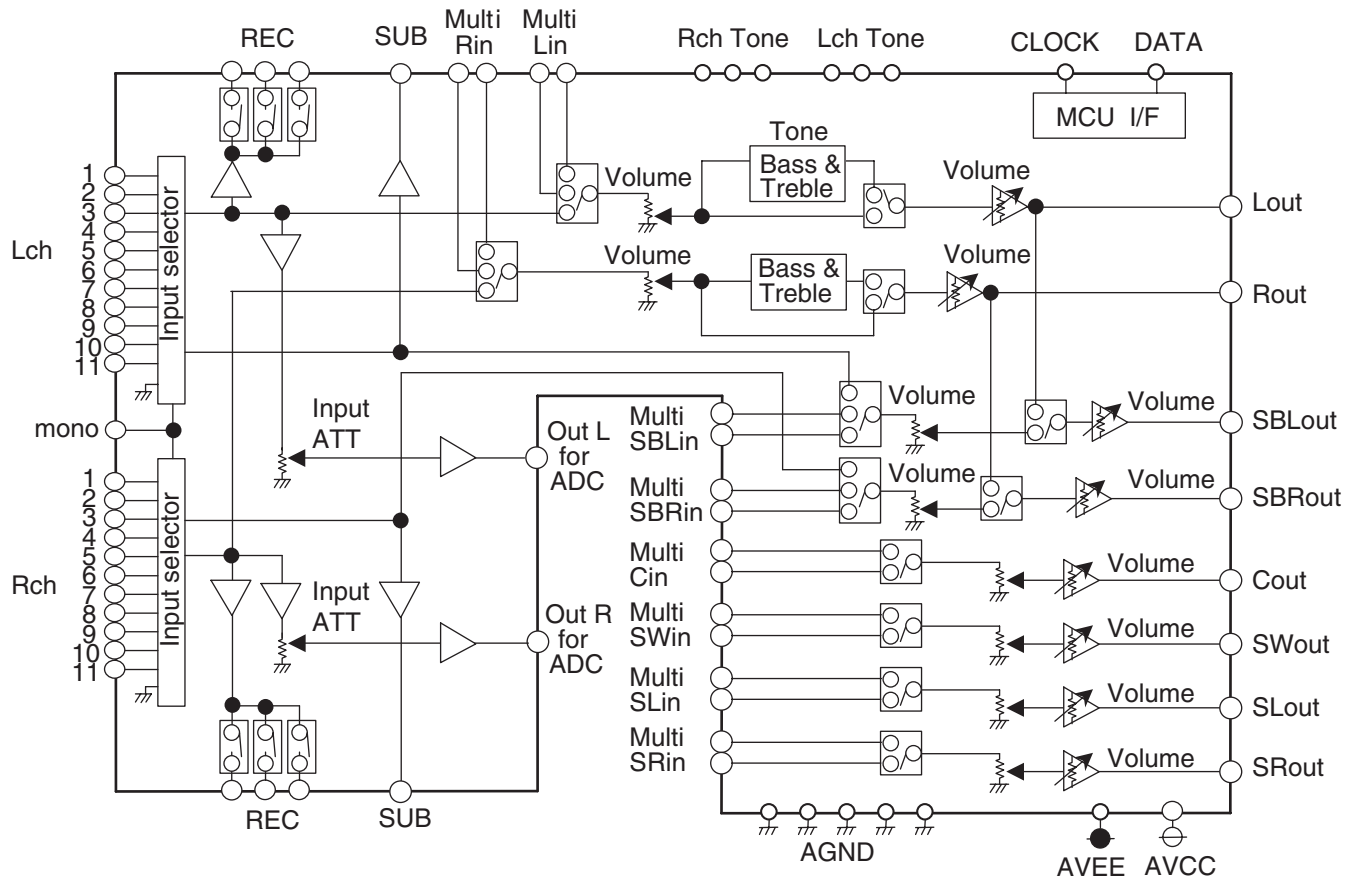 REC
SUB
Multi
Rin
Multi
Lin
Rch Tone
Lch Tone
CLOCK
DATA
MCU I/F
Lch
1
2
3
4
5
6
7
8
9
10
11
Input selector
Volume
Tone
Bass &
Treble
Volume
Lout
Volume
Bass &
Treble
Volume
Rout
mono
Input
ATT
Out L
for
ADC
Multi
SBLin
Volume
Volume
SBLout
Rch
1
2
3
4
5
6
7
8
9
10
11
Input selector
Multi
SBRin
Volume
Volume
SBRout
Input
ATT
Out R
for
ADC
Multi
Cin
Volume
Cout
Multi
SWin
Volume
SWout
Multi
SLin
Volume
SLout
Multi
SRin
Volume
SRout
REC
SUB
AGND
AVEE
AVCC